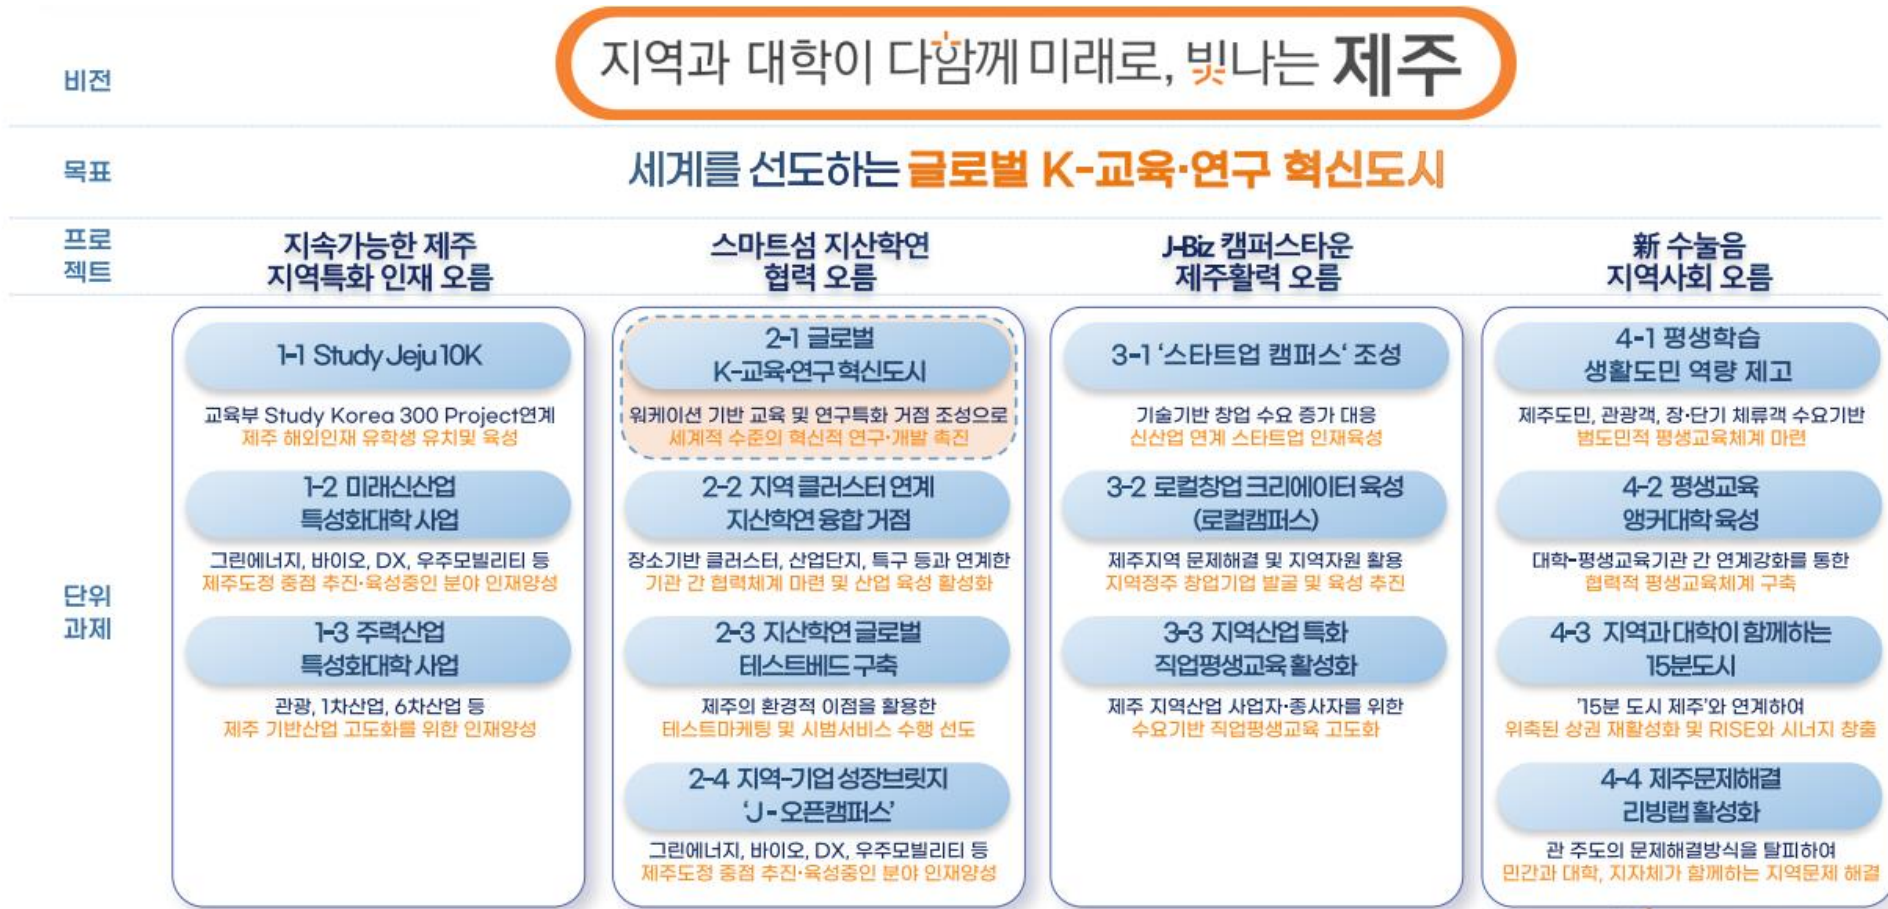 비전
지역과 대학이 다함께 미래로, 빛나는 제주
목표
세계를 선도하는 글로벌 K-교육·연구 혁신도시
프로
젝트
지속가능한 제주
지역특화 인재 오름
스마트섬 지산학연
협력 오름
J-Biz 캠퍼스타운
제주활력 오름
新 수눌음
지역사회 오름
단위
과제
1-1 Study Jeju 10K
교육부 Study Korea 300 Project연계
제주 해외인재 유학생 유치및 육성
1-2 미래신산업
특성화대학 사업
그린에너지, 바이오, DX, 우주모빌리티 등
제주도정 중점 추진·육성중인 분야 인재양성
1-3 주력산업
특성화대학 사업
관광, 1차산업, 6차산업 등
제주 기반산업 고도화를 위한 인재양성
2-1 글로벌
K-교육·연구 혁신도시
워케이션 기반 교육 및 연구특화 거점 조성으로
세계적 수준의 혁신적 연구·개발 촉진
2-2 지역 클러스터 연계
지산학연 융합 거점
장소기반 클러스터, 산업단지, 특구 등과 연계한
기관 간 협력체계 마련 및 산업 육성 활성화
2-3 지산학연 글로벌
테스트베드 구축
제주의 환경적 이점을 활용한
테스트마케팅 및 시범서비스 수행 선도
2-4 지역-기업 성장브릿지
‘J - 오픈캠퍼스’
그린에너지, 바이오, DX, 우주모빌리티 등
제주도정 중점 추진·육성중인 분야 인재양성
3-1 ‘스타트업 캠퍼스‘ 조성
기술기반 창업 수요 증가 대응
신산업 연계 스타트업 인재육성
3-2 로컬창업 크리에이터 육성
(로컬캠퍼스)
제주지역 문제해결 및 지역자원 활용
지역정주 창업기업 발굴 및 육성 추진
3-3 지역산업 특화
직업평생교육 활성화
제주 지역산업 사업자·종사자를 위한
수요기반 직업평생교육 고도화
4-1 평생학습
생활도민 역량 제고
제주도민, 관광객, 장·단기 체류객 수요기반
범도민적 평생교육체계 마련
4-2 평생교육
앵커대학 육성
대학-평생교육기관 간 연계강화를 통한
협력적 평생교육체계 구축
4-3 지역과 대학이 함께하는
15분도시
'15분 도시 제주'와 연계하여
위축된 상권 재활성화 및 RISE와 시너지 창출
4-4 제주문제해결
리빙랩 활성화
관 주도의 문제해결방식을 탈피하여
민간과 대학, 지자체가 함께하는 지역문제 해결